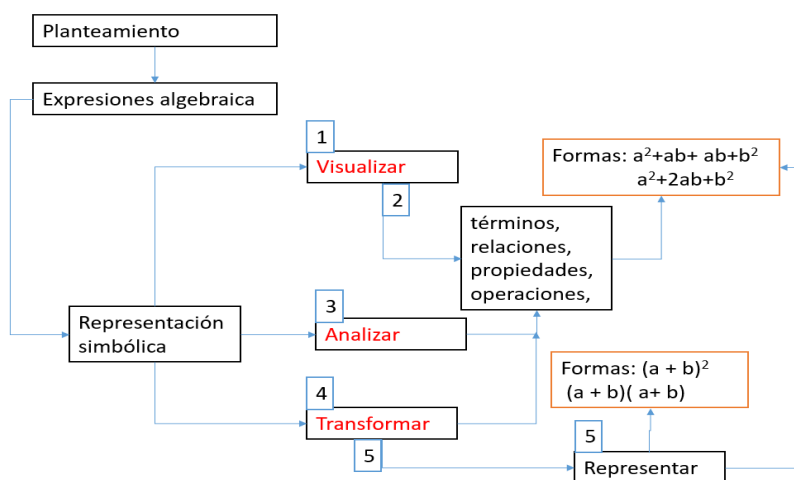 Planteamiento
Expresiones algebraica
1
Visualizar
2
Formas: a²+ab+ ab+b²
a²+2ab+b²
términos,
relaciones,
propiedades,
operaciones,
Representación
simbólica
3
Analizar
4
Transformar
5
Formas: (a + b)²
(a + b)( a+ b)
5
Representar